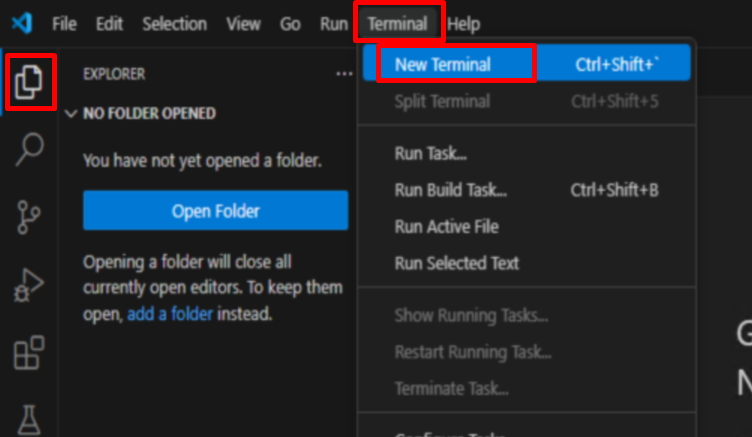 File Edit Selection View Go Run Terminal Help
EXPLORER ...
NO FOLDER OPENED
You have not yet opened a folder.
Open Folder
Opening a folder will close all
currently open editors. To keep them
open, add a folder instead.
New Terminal Ctrl+Shift+`
Split Terminal Ctrl+Shift+5
Run Task...
Run Build Task... Ctrl+Shift+B
Run Active File
Run Selected Text
Show Running Tasks...
Restart Running Task...
Terminate Task...